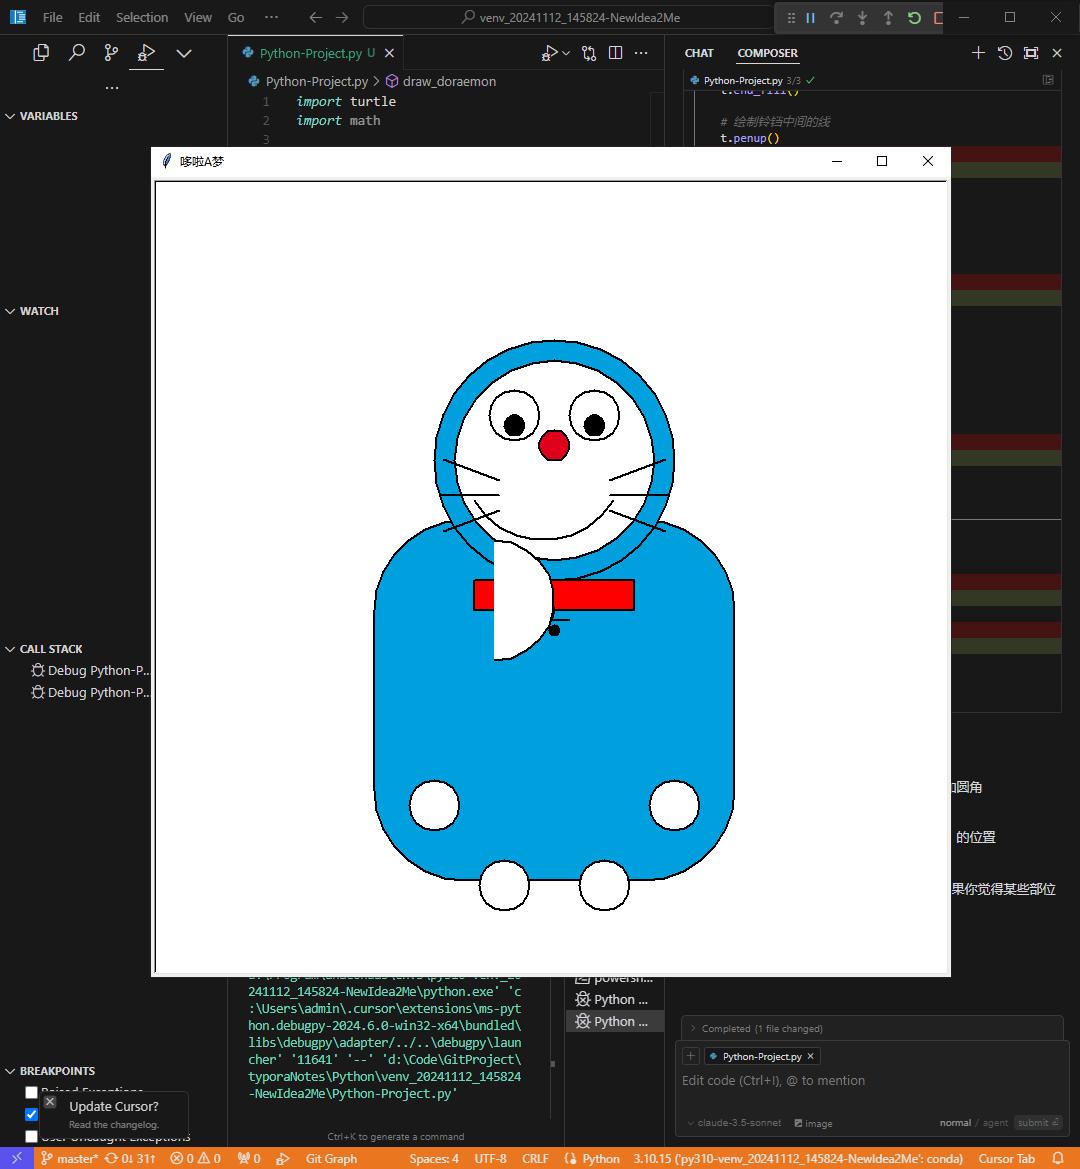 File Edit Selection View Go ··· venv_20241112_145824-NewIdea2Me
Python-Project.py U
CHAT COMPOSER
Python-Project.py > draw_doraemon
Python-Project.py 3/3
1 import turtle
2 import math
3
t.end_fill()
# 绘制铃铛中间的线
t.penup()
VARIABLES
哆啦A梦
WATCH
CALL STACK
Debug Python-P...
Debug Python-P...
圆角
的位置
果你觉得某些部位
241112_145824-NewIdea2Me\python.exe' 'c
:\Users\admin\.cursor\extensions\ms-pyt
hon.debugpy-2024.6.0-win32-x64\bundled\
libs\debugpy\adapter/../..\debugpy\laun
cher' '11641' '--' 'd:\Code\GitProject\
typoraNotes\Python\venv_20241112_145824
-NewIdea2Me\Python-Project.py'
powersh...
Python ...
Python ...
Ctrl+K to generate a command
Completed (1 file changed)
Python-Project.py
Edit code (Ctrl+I), @ to mention
claude-3.5-sonnet image normal / agent submit
BREAKPOINTS
Raised Exceptions
Update Cursor?
Read the changelog.
User Uncaught Exceptions
master* 0↓ 31↑ 0 0 0 Git Graph Spaces: 4 UTF-8 CRLF Python 3.10.15 ('py310-venv_20241112_145824-NewIdea2Me': conda) Cursor Tab